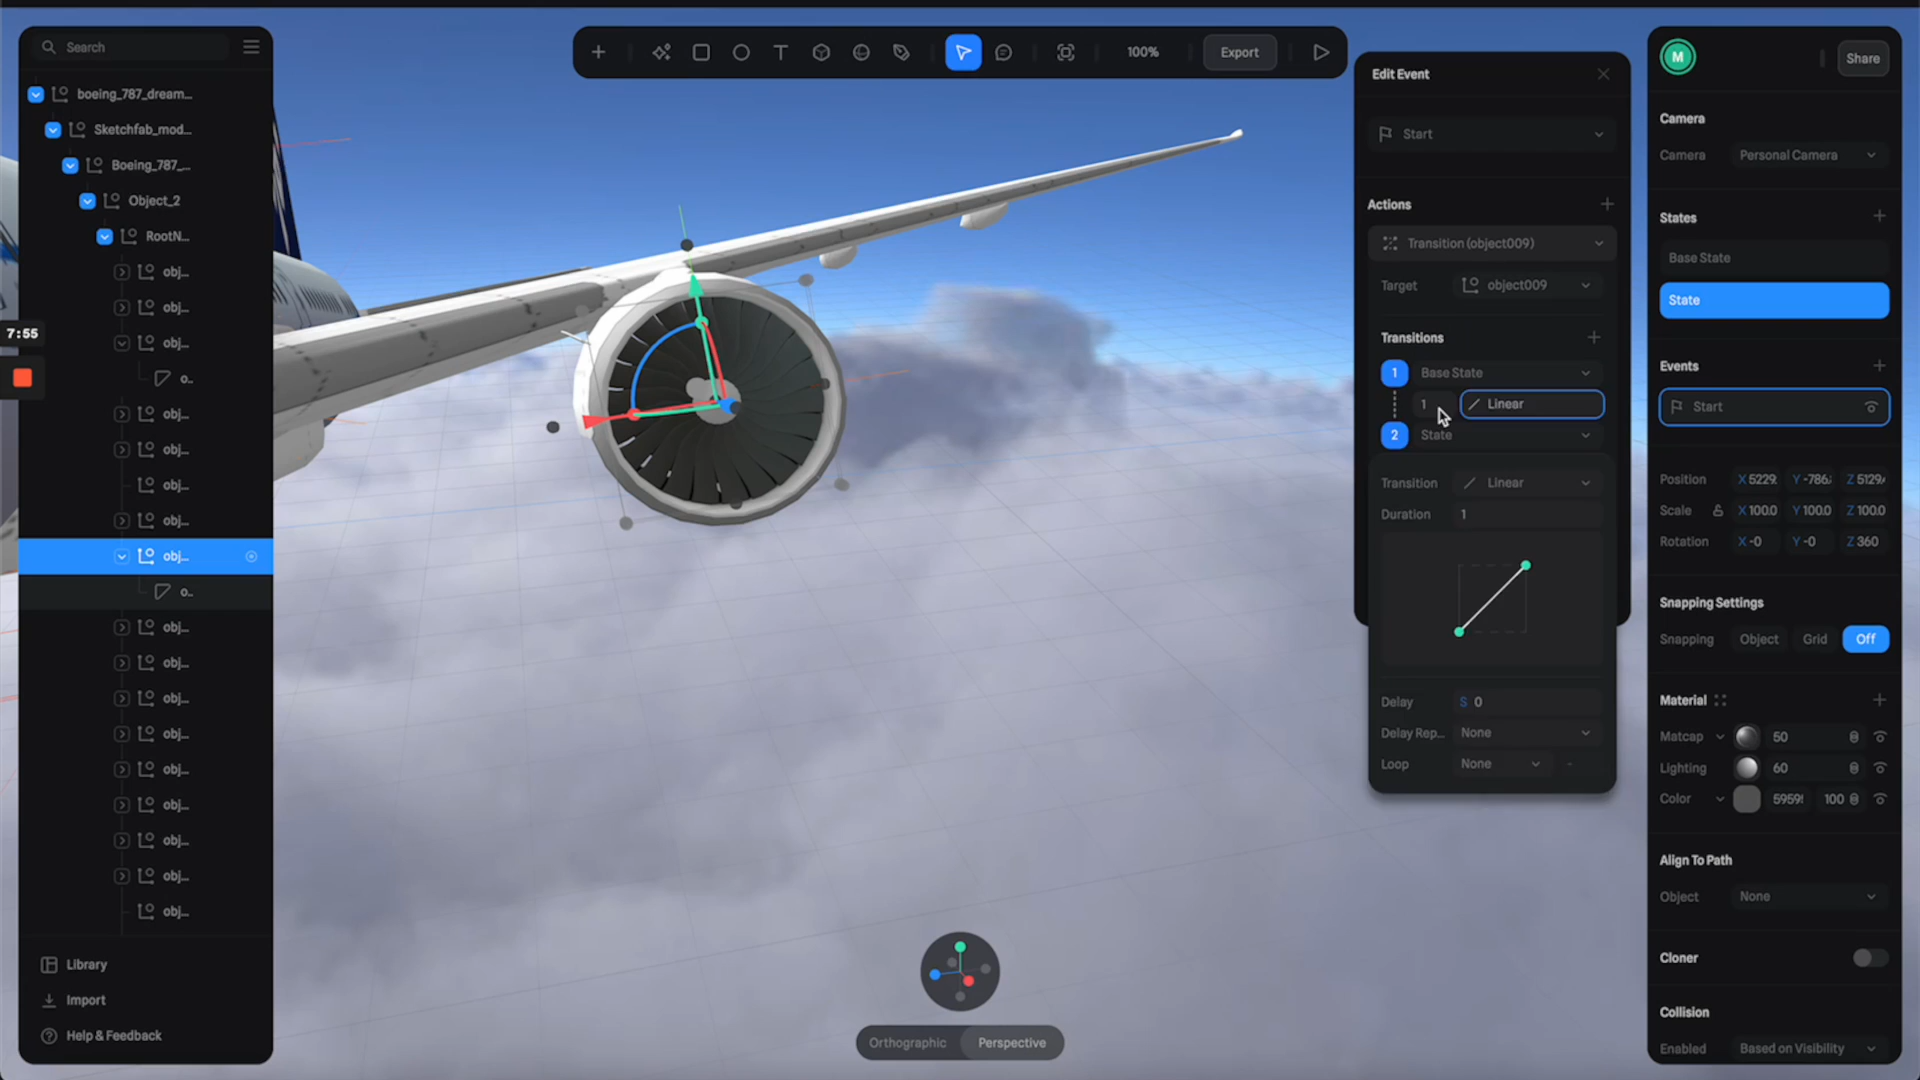 Search
boeing_787_dream...
Sketchfab_mod...
Boeing_787_...
Object_2
RootN...
obj...
obj...
obj...
o..
obj...
obj...
obj...
obj...
obj...
o..
obj...
obj...
obj...
obj...
obj...
obj...
obj...
obj...
obj...
Library
Import
Help & Feedback
7:55
100%
Export
Orthographic
Perspective
Edit Event
Start
Actions
Transition (object009)
Target
object009
Transitions
1
Base State
1
Linear
2
State
Transition
Linear
Duration
1
Delay
S 0
Delay Rep...
None
Loop
None
-
M
Share
Camera
Camera
Personal Camera
States
Base State
State
Events
Start
Position X 5229. Y -786. Z 5129.
Scale X 100.0 Y 100.0 Z 100.0
Rotation X -0 Y -0 Z 360
Snapping Settings
Snapping Object Grid Off
Material
Matcap 50
Lighting 60
Color 100
Align To Path
Object None
Cloner
Collision
Enabled Based on Visibility